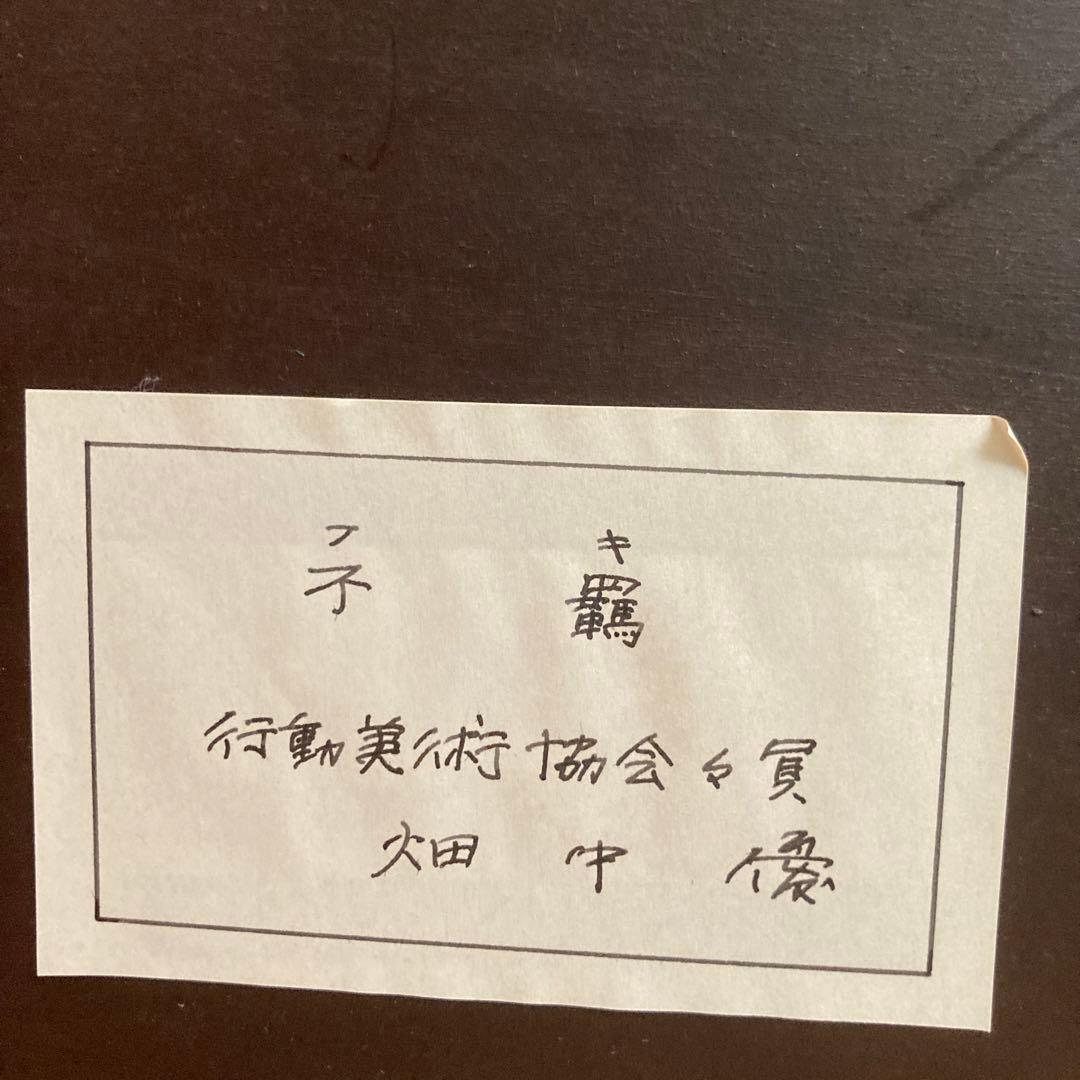 フ キ
不 羈
行動美術協会々員
畑中 優